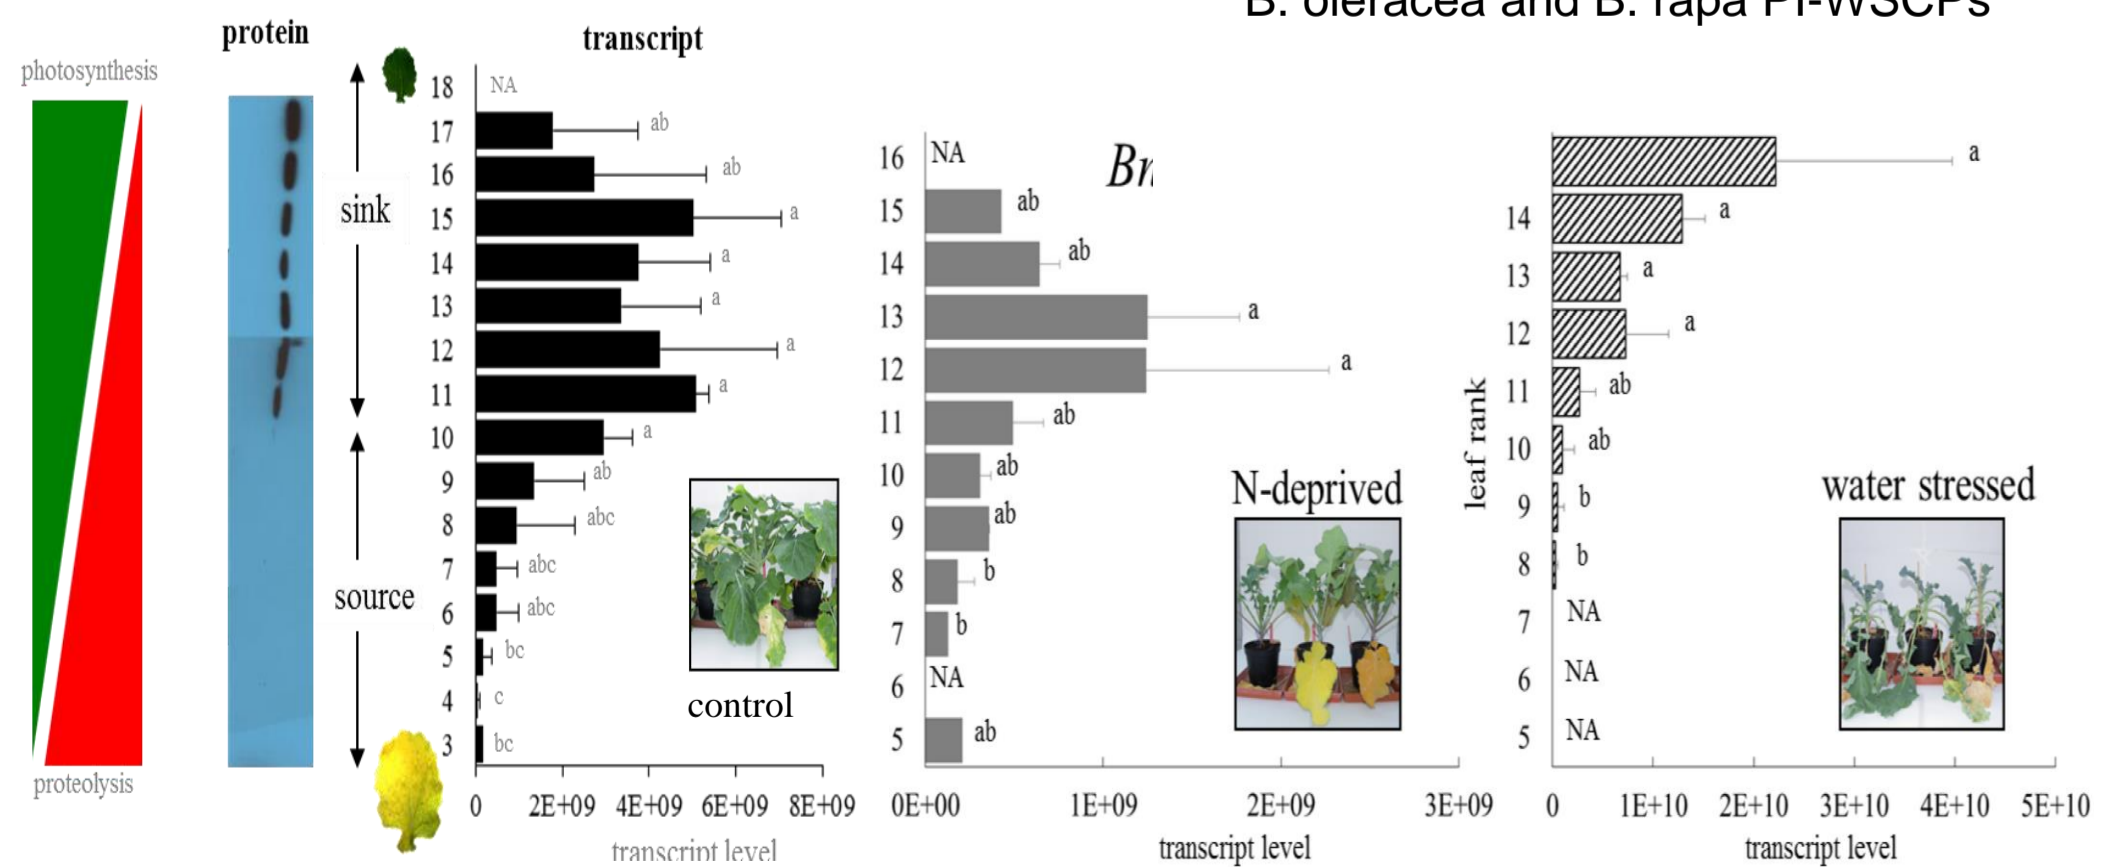 B. oleracea and B. rapa PI-WSCPs
protein
transcript
photosynthesis
sink
source
proteolysis
18 NA
17 ab
16 ab
15 a
14 a
13 a
12 a
11 a
10 a
9 ab
8 abc
7 abc
6 abc
5 bc
4 c
3 bc
0 2E+09 4E+09 6E+09 8E+09
transcript level
control
Bn
16 NA
15 ab
14 ab
13 a
12 a
11 ab
10 ab
9 ab
8 b
7 b
6 NA
5 ab
0E+00 1E+09 2E+09 3E+09
transcript level
N-deprived
leaf rank
a
14 a
13 a
12 a
11 ab
10 ab
9 b
8 b
7 NA
6 NA
5 NA
0 1E+10 2E+10 3E+10 4E+10 5E+10
transcript level
water stressed